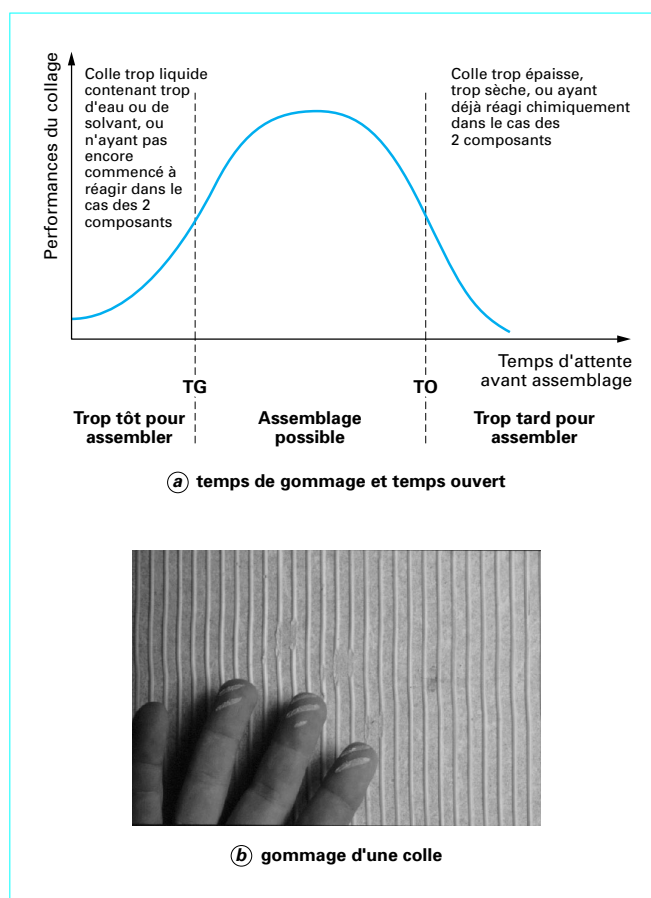 Performances du collage
Colle trop liquide
contenant trop
d'eau ou de
solvant, ou
n'ayant pas
encore
commencé à
réagir dans le
cas des 2
composants
Colle trop épaisse,
trop sèche, ou ayant
déjà réagi chimiquement
dans le cas des
2 composants
Temps d'attente
avant assemblage
TG
TO
Trop tôt pour
assembler
Assemblage
possible
Trop tard pour
assembler
a temps de gommage et temps ouvert
b gommage d'une colle